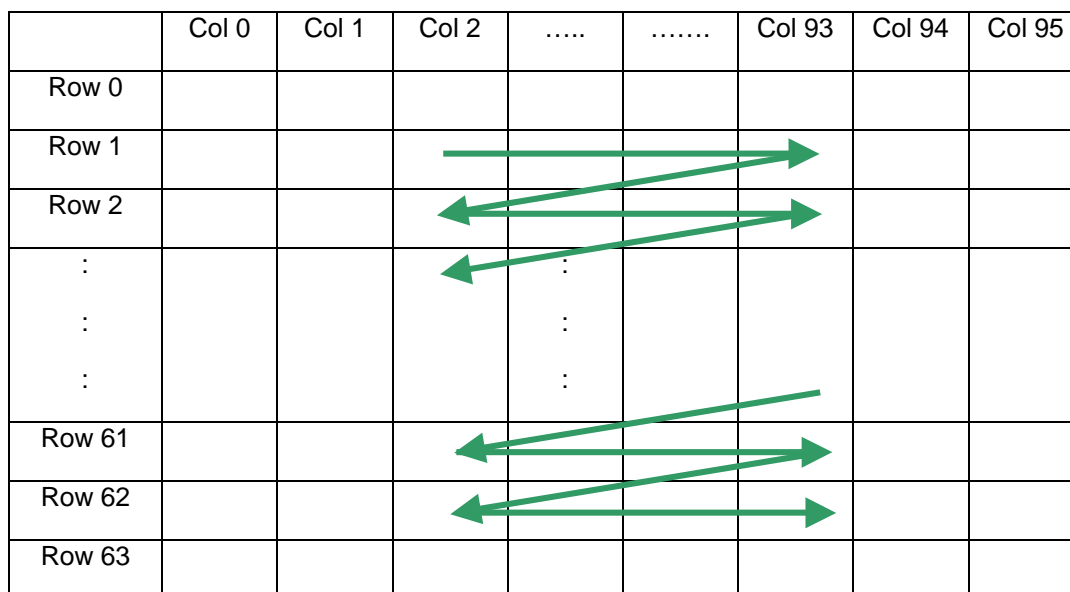 Col 0 Col 1 Col 2 ..... ....... Col 93 Col 94 Col 95
Row 0
Row 1
Row 2
: :
: :
: :
Row 61
Row 62
Row 63